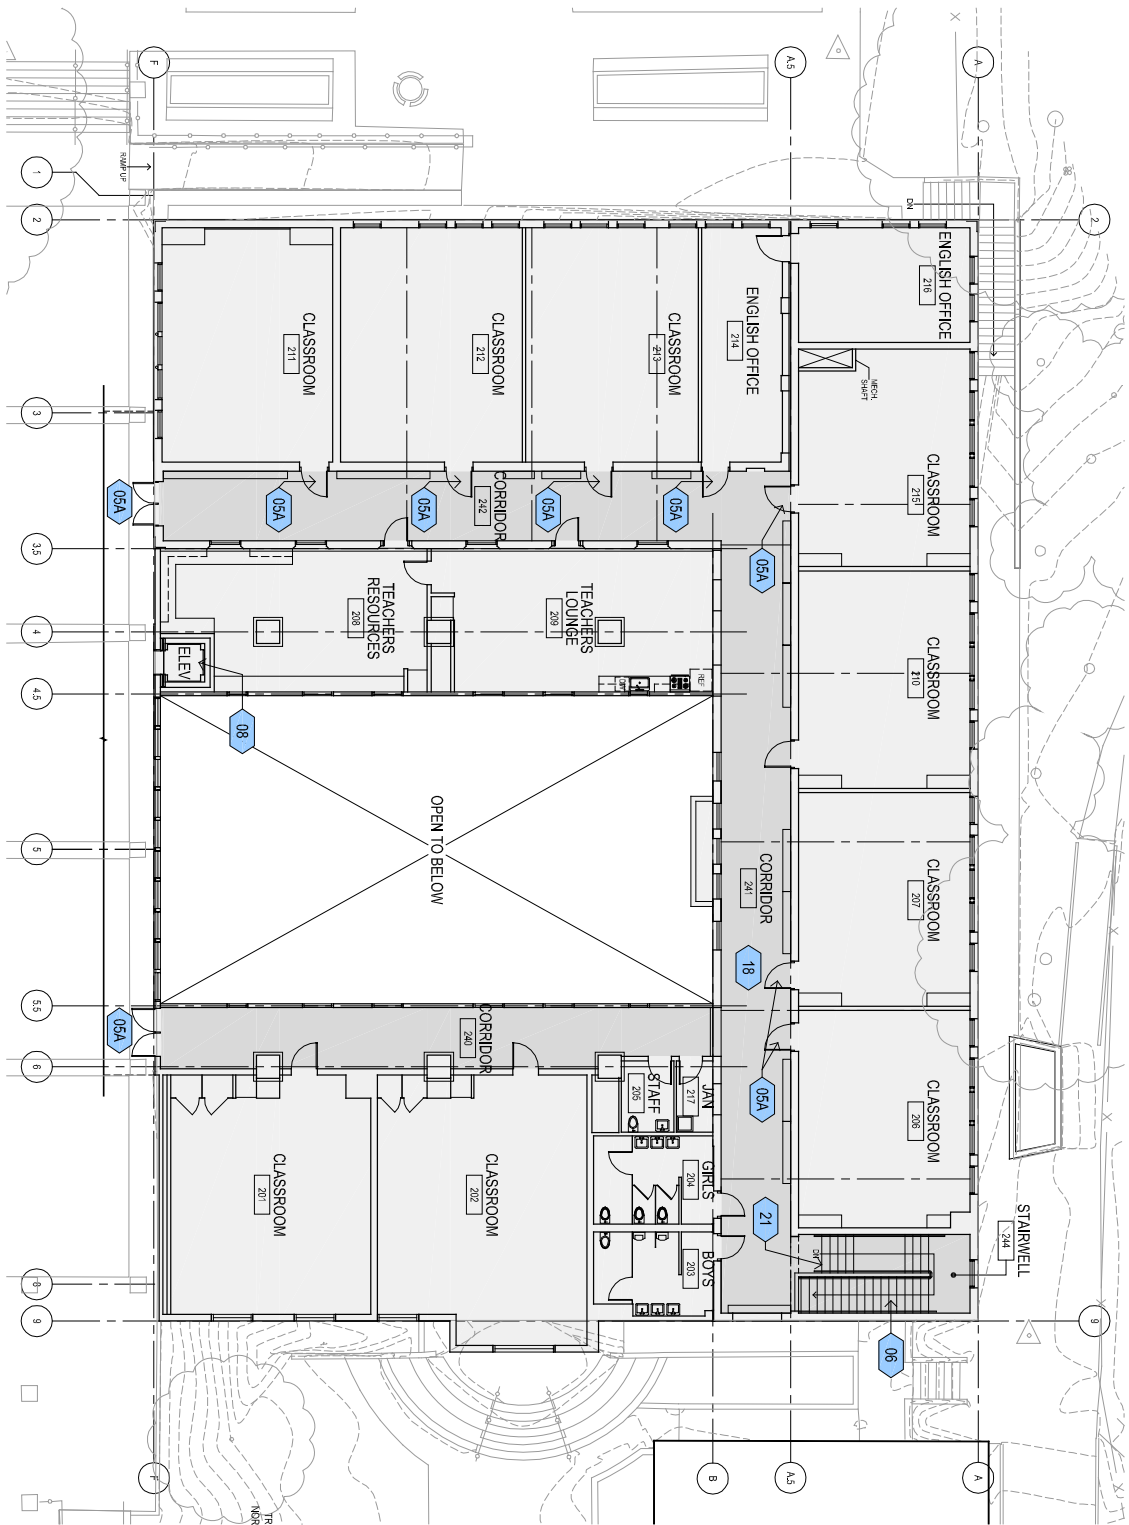 F
A.5
A
1
RAMP UP
2
DN
2
ENGLISH OFFICE
216
ENGLISH OFFICE
214
CLASSROOM
211
CLASSROOM
212
CLASSROOM
213
MECH.
SHAFT
3
CLASSROOM
215
05A
05A
05A
CORRIDOR
242
05A
05A
05A
3.5
TEACHERS
RESOURCES
208
TEACHERS
LOUNGE
209
4
ELEV
REF
4.5
CLASSROOM
210
08
OPEN TO BELOW
5
CORRIDOR
241
CLASSROOM
207
18
5.5
05A
CORRIDOR
240
6
STAFF
205
JAN
217
05A
CLASSROOM
206
CLASSROOM
201
CLASSROOM
202
GIRLS
204
BOYS
203
21
DN
STAIRWELL
244
8
9
9
06
F
B
A.5
A